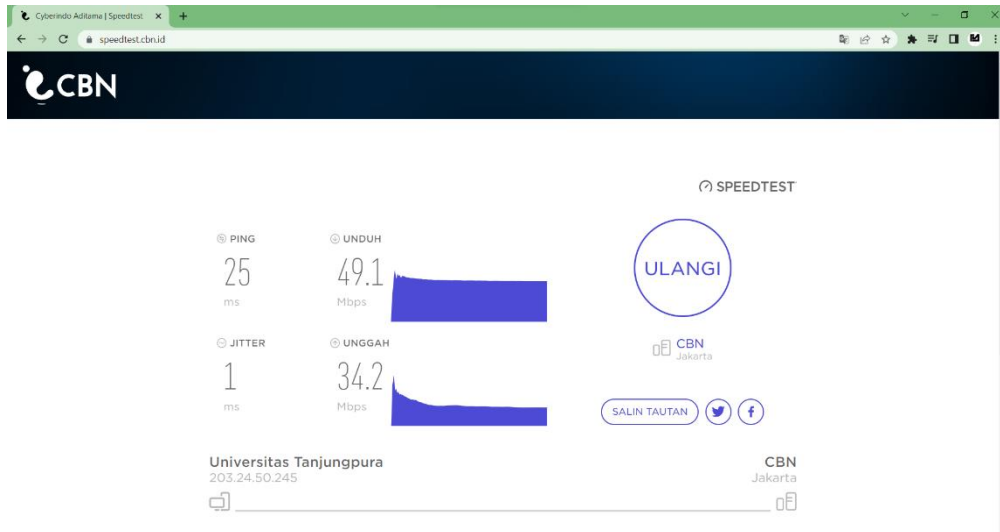 Cyberindo Aditama | Speedtest
speedtest.cbn.id
CBN
SPEEDTEST
PING
25
ms
UNDUH
49.1
Mbps
ULANGI
JITTER
1
ms
UNGGAH
34.2
Mbps
CBN
Jakarta
SALIN TAUTAN
Universitas Tanjungpura
203.24.50.245
CBN
Jakarta